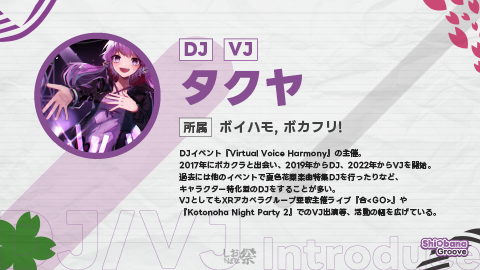 DJ VJ
タクヤ
所属 ボイハモ, ボカフリ!
DJイベント『Virtual Voice Harmony』の主催。
2017年にボカクラと出会い、2019年からDJ、2022年からVJを開始。
過去には他のイベントで夏色花梨楽曲特集DJを行ったりなど、
キャラクター特化型のDJをすることが多い。
VJとしてもXRアカペラグループ亜歌主催ライブ『合<GO>』や
『Kotonoha Night Party 2』でのVJ出演等、活動の幅を広げている。
DJ/VJ Introduce
ShiObana
Groove